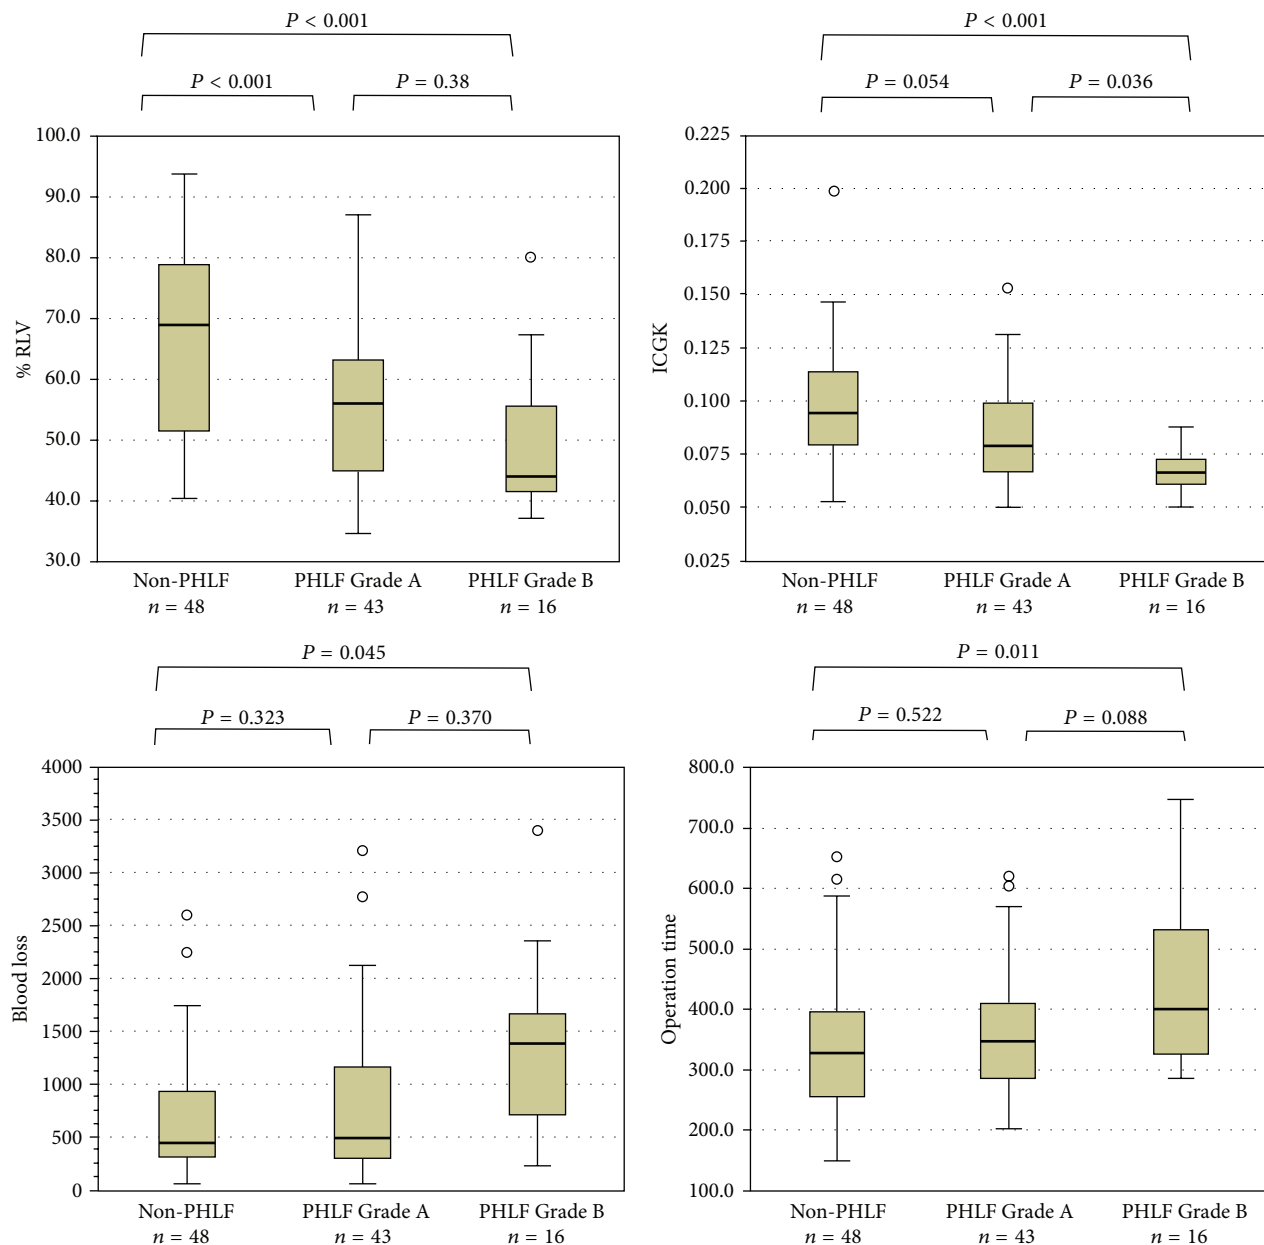 P < 0.001
P < 0.001 P = 0.38
100.0
90.0
80.0
70.0
60.0
50.0
40.0
30.0
% RLV
Non-PHLF PHLF Grade A PHLF Grade B
n = 48 n = 43 n = 16
P < 0.001
P = 0.054 P = 0.036
0.225
0.200
0.175
0.150
0.125
0.100
0.075
0.050
0.025
ICGK
Non-PHLF PHLF Grade A PHLF Grade B
n = 48 n = 43 n = 16
P = 0.045
P = 0.323 P = 0.370
4000
3500
3000
2500
2000
1500
1000
500
0
Blood loss
Non-PHLF PHLF Grade A PHLF Grade B
n = 48 n = 43 n = 16
P = 0.011
P = 0.522 P = 0.088
800.0
700.0
600.0
500.0
400.0
300.0
200.0
100.0
Operation time
Non-PHLF PHLF Grade A PHLF Grade B
n = 48 n = 43 n = 16